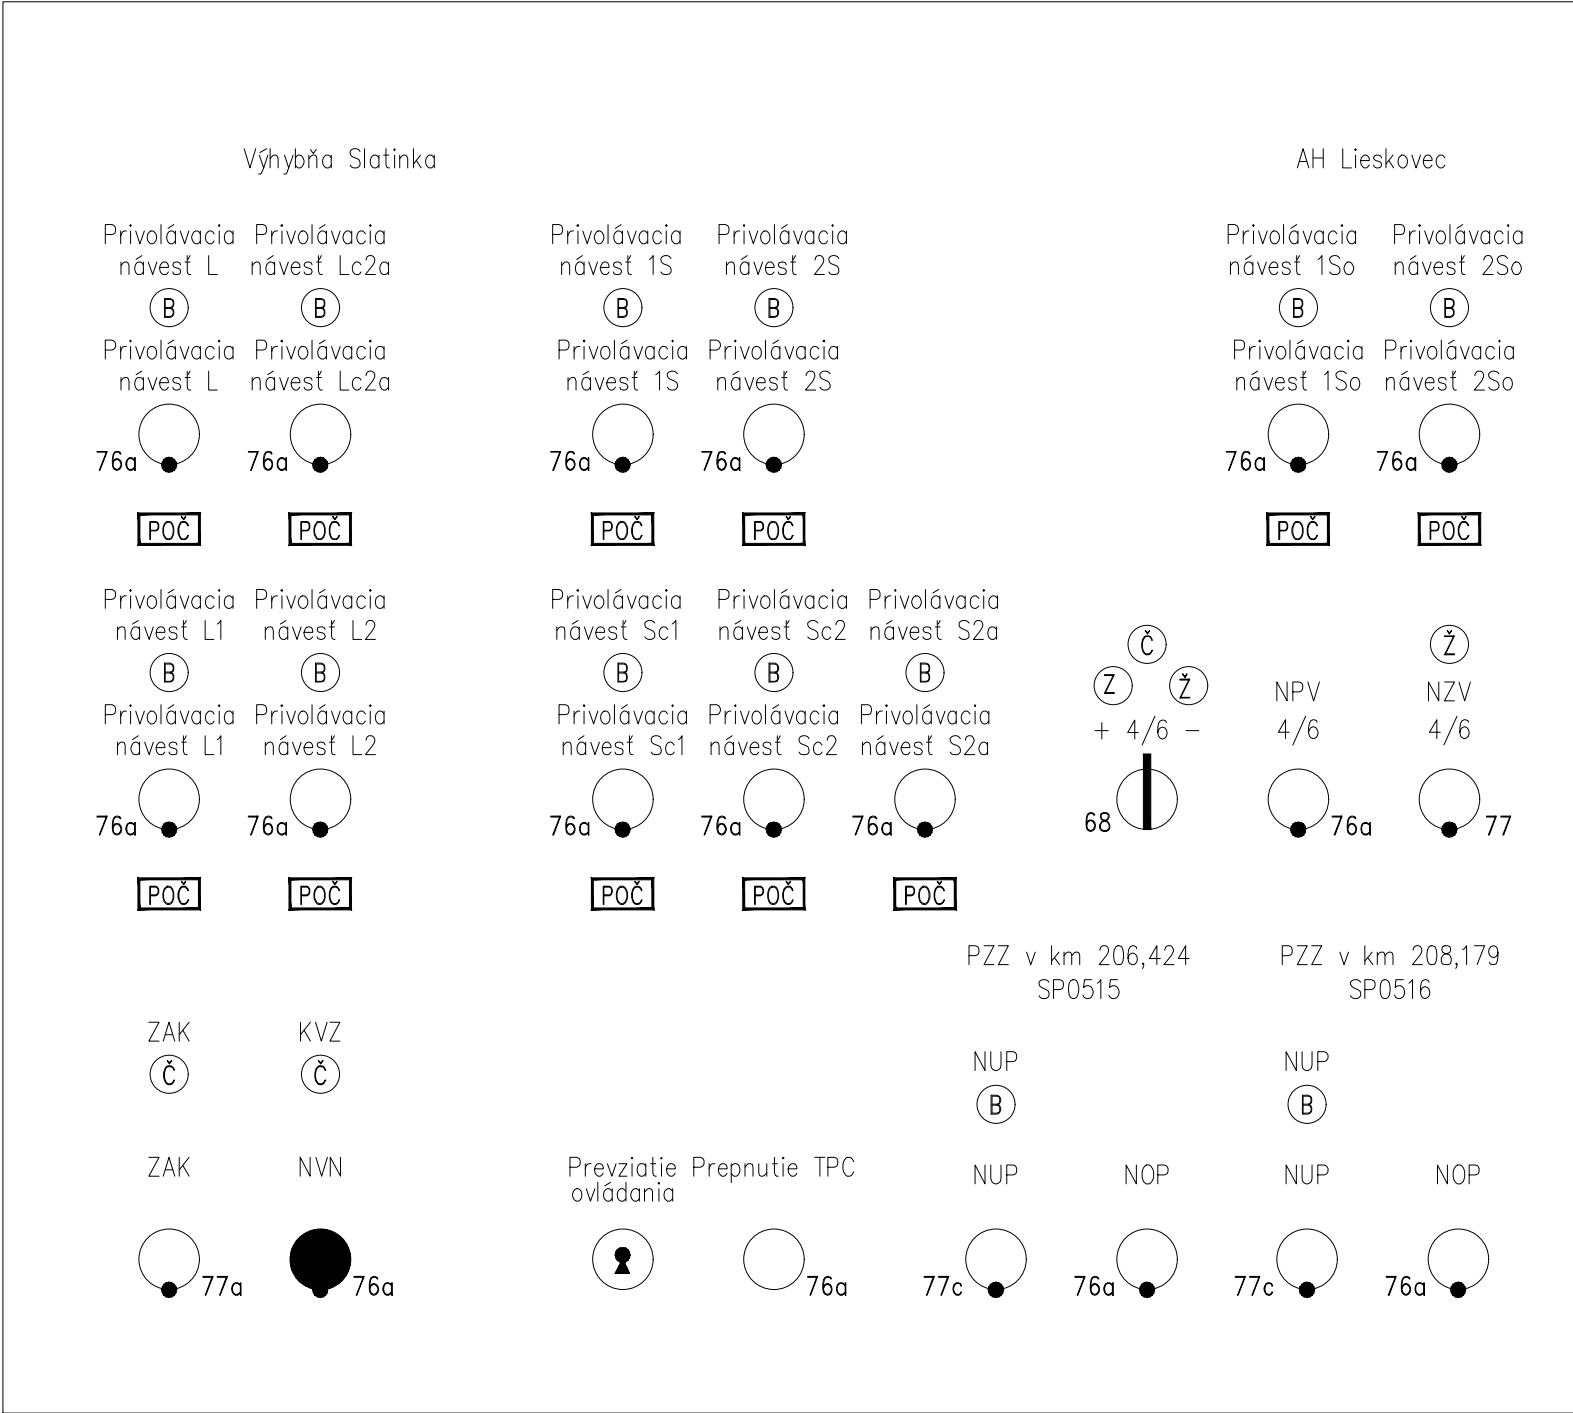 Výhybňa Slatinka
AH Lieskovec
Privolávacia Privolávacia Privolávacia Privolávacia Privolávacia Privolávacia
návesť L návesť Lc2a návesť 1S návesť 2S návesť 1So návesť 2So
B B B B B B
Privolávacia Privolávacia Privolávacia Privolávacia Privolávacia Privolávacia
návesť L návesť Lc2a návesť 1S návesť 2S návesť 1So návesť 2So
76a 76a 76a 76a 76a 76a
POČ POČ POČ POČ POČ POČ
Privolávacia Privolávacia Privolávacia Privolávacia Privolávacia
návesť L1 návesť L2 návesť Sc1 návesť Sc2 návesť S2a Č Ž
B B B B B Z Ž NPV NZV
Privolávacia Privolávacia Privolávacia Privolávacia Privolávacia
návesť L1 návesť L2 návesť Sc1 návesť Sc2 návesť S2a + 4/6 - 4/6 4/6
76a 76a 76a 76a 76a 68 76a 77
POČ POČ POČ POČ POČ
PZZ v km 206,424 PZZ v km 208,179
SP0515 SP0516
ZAK KVZ
Č Č
NUP NUP
B B
ZAK NVN Prevziatie Prepnutie TPC NUP NOP NUP NOP
ovládania
77a 76a 76a 77c 76a 77c 76a